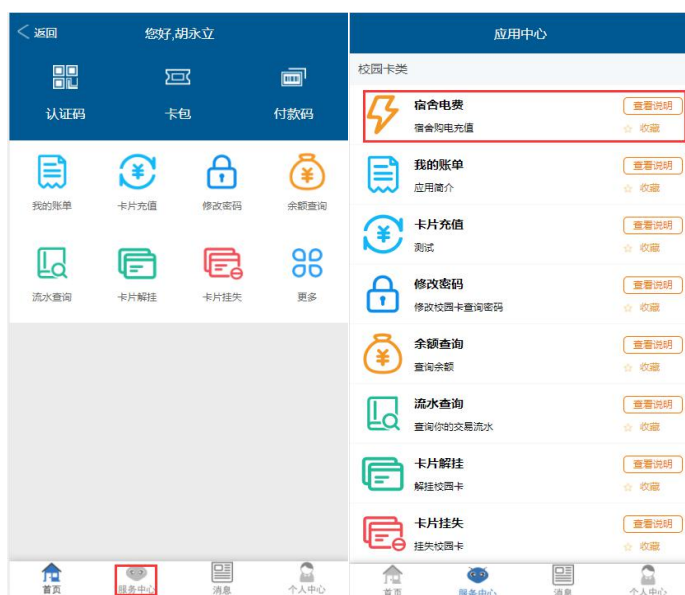 返回
您好,胡永立
认证码
卡包
付款码
我的账单
卡片充值
修改密码
余额查询
流水查询
卡片解挂
卡片挂失
更多
首页
服务中心
消息
个人中心
应用中心
校园卡类
宿舍电费
查看说明
宿舍购电充值
☆ 收藏
我的账单
查看说明
应用简介
☆ 收藏
卡片充值
查看说明
测试
☆ 收藏
修改密码
查看说明
修改校园卡查询密码
☆ 收藏
余额查询
查看说明
查询余额
☆ 收藏
流水查询
查看说明
查询你的交易流水
☆ 收藏
卡片解挂
查看说明
解挂校园卡
☆ 收藏
卡片挂失
查看说明
挂失校园卡
☆ 收藏
首页
服务中心
消息
个人中心